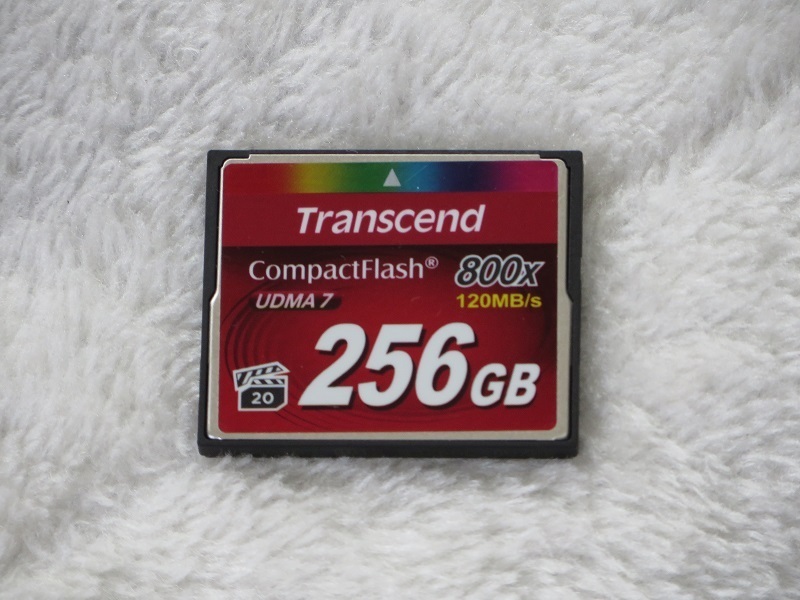 Transcend
CompactFlash® 800x
UDMA 7 120MB/s
20 256GB